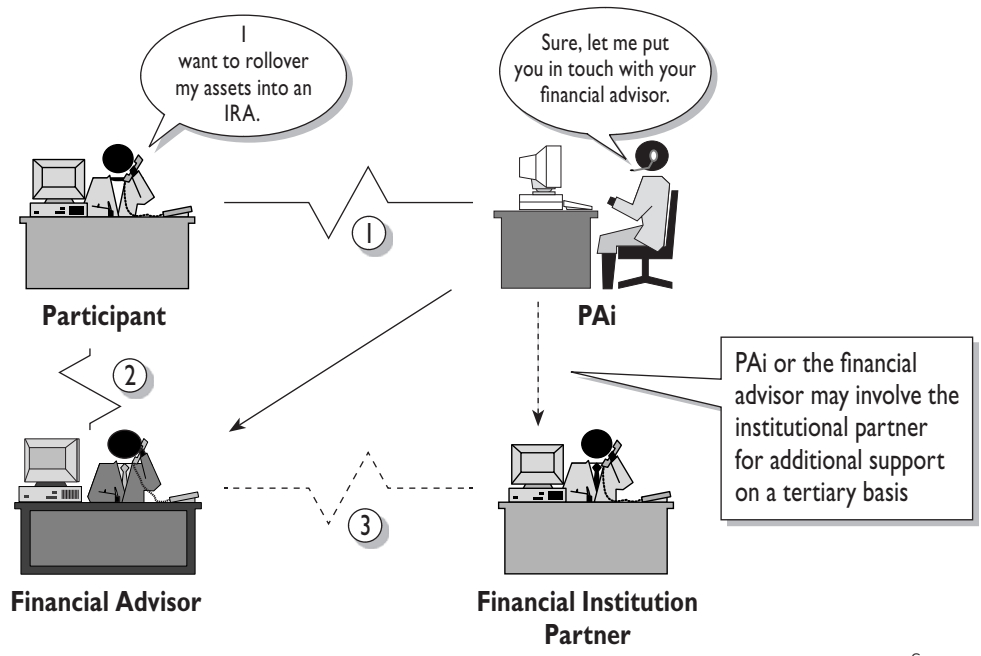 I
want to rollover
my assets into an
IRA.
Sure, let me put
you in touch with your
financial advisor.
1
Participant
PAi
2
PAi or the financial
advisor may involve the
institutional partner
for additional support
on a tertiary basis
3
Financial Advisor
Financial Institution
Partner